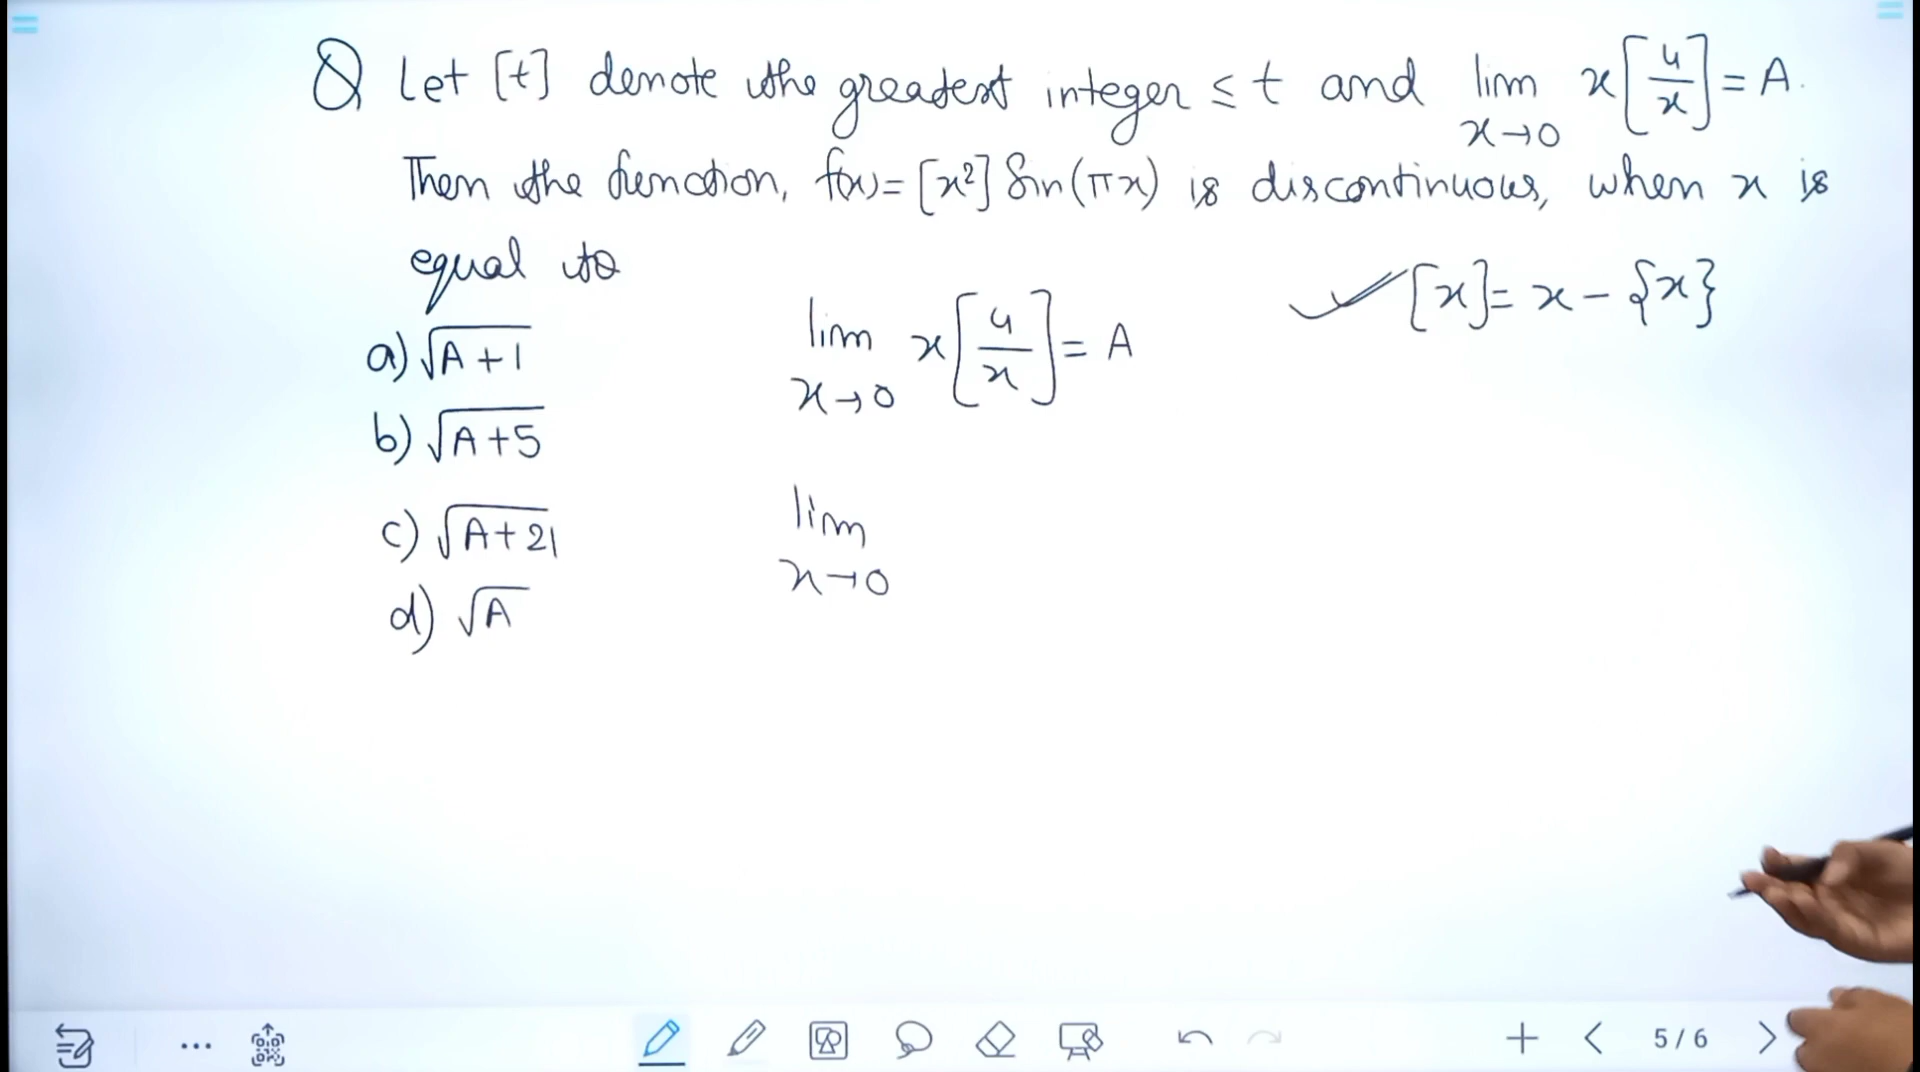 Q Let [t] denote the greatest integer ≤ t and lim x→0 x[4/x] = A.
Then the function, f(x) = [x²] Sin(πx) is discontinuous, when x is
equal to
a) √A+1
b) √A+5
c) √A+21
d) √A
lim x→0 x[4/x] = A
[x] = x - {x}
lim
x→0
5/6